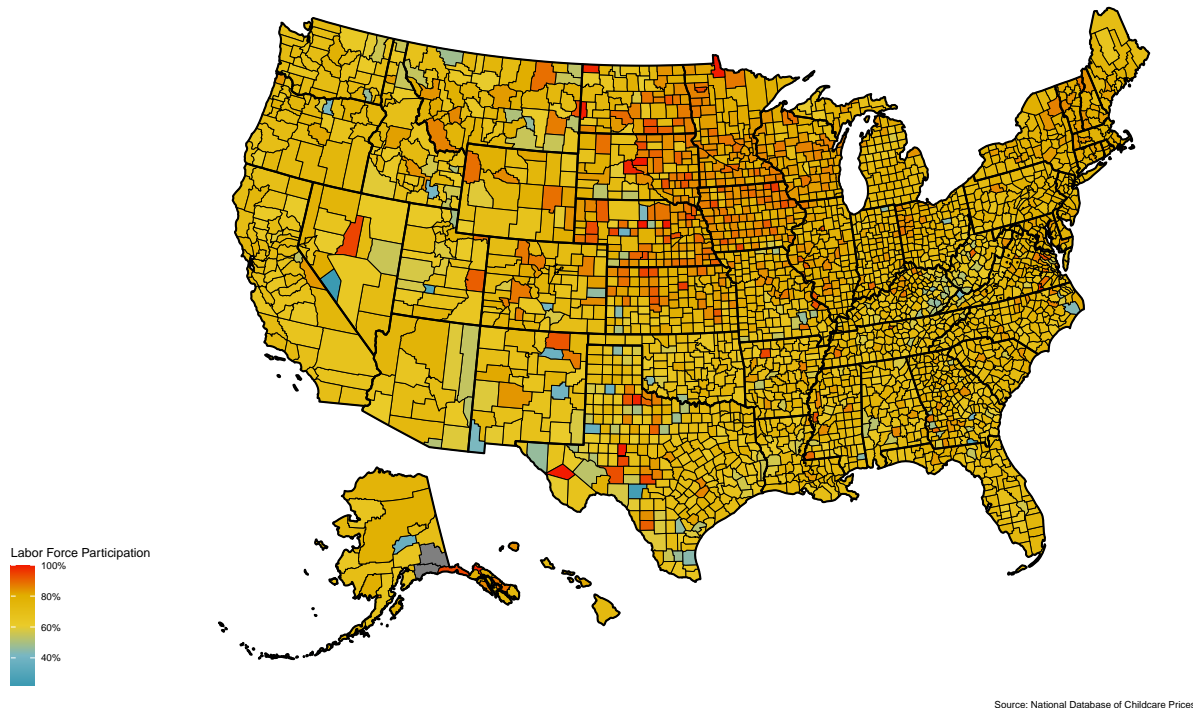 Labor Force Participation
100%
80%
60%
40%
Source: National Database of Childcare Prices